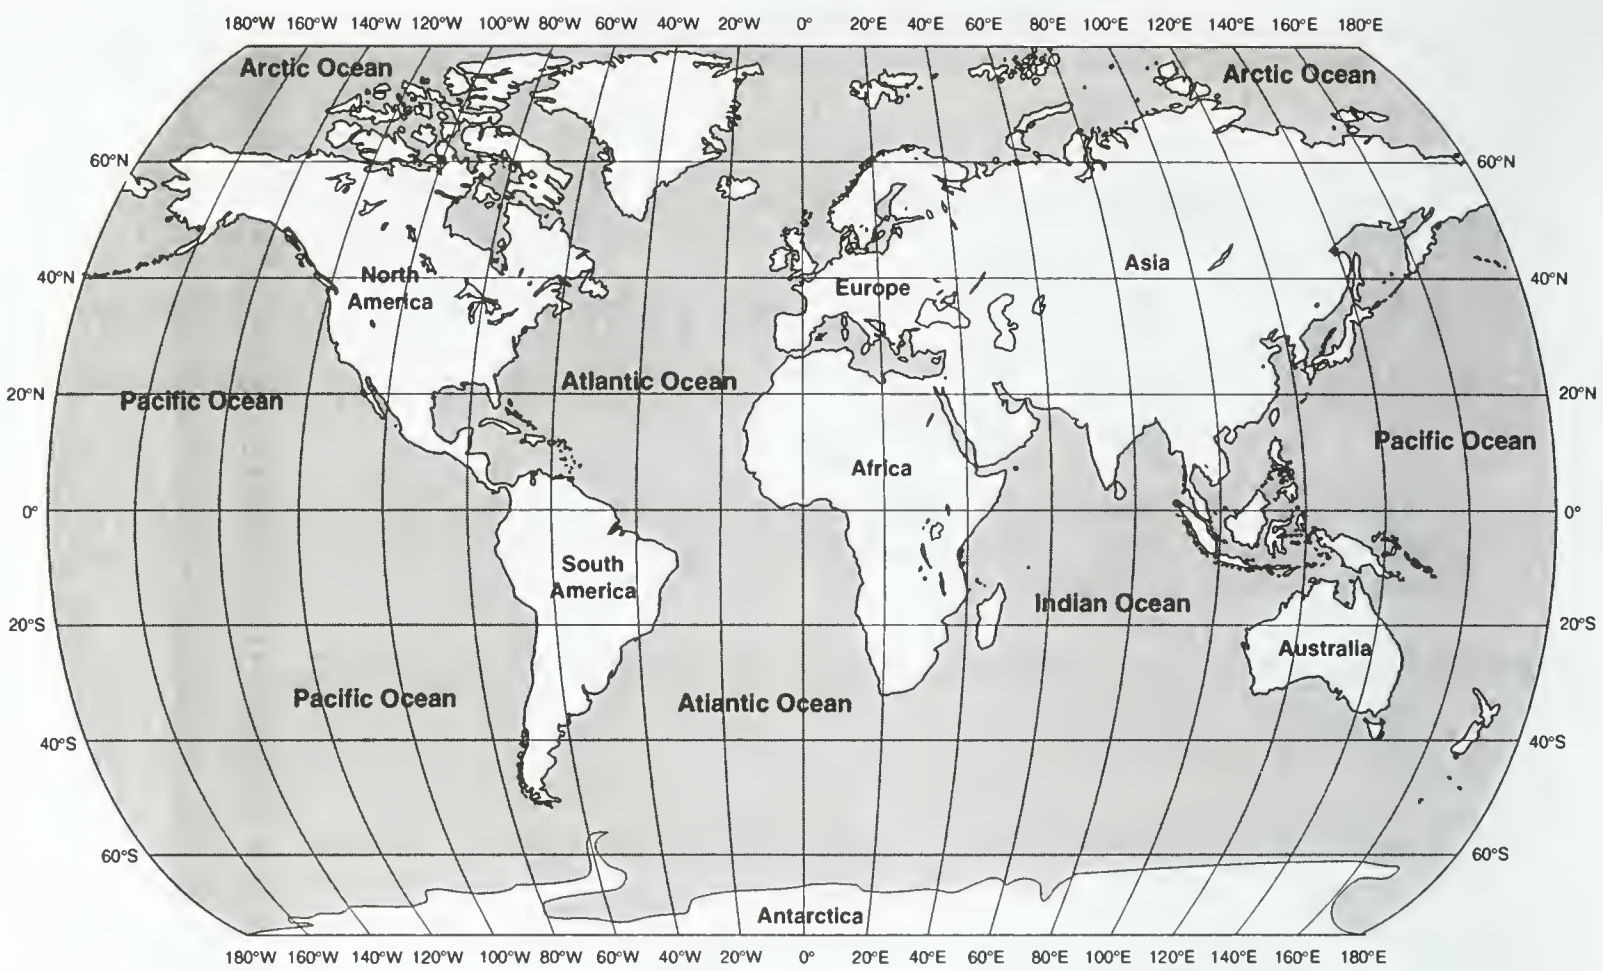 180°W 160°W 140°W 120°W 100°W 80°W 60°W 40°W 20°W 0° 20°E 40°E 60°E 80°E 100°E 120°E 140°E 160°E 180°E
Arctic Ocean Arctic Ocean
60°N 60°N
Asia
40°N North 40°N
America Europe
Atlantic Ocean
20°N 20°N
Pacific Ocean
Pacific Ocean
Africa
0° 0°
South
America
Indian Ocean
20°S 20°S
Australia
Pacific Ocean Atlantic Ocean
40°S 40°S
60°S 60°S
Antarctica
180°W 160°W 140°W 120°W 100°W 80°W 60°W 40°W 20°W 0° 20°E 40°E 60°E 80°E 100°E 120°E 140°E 160°E 180°E